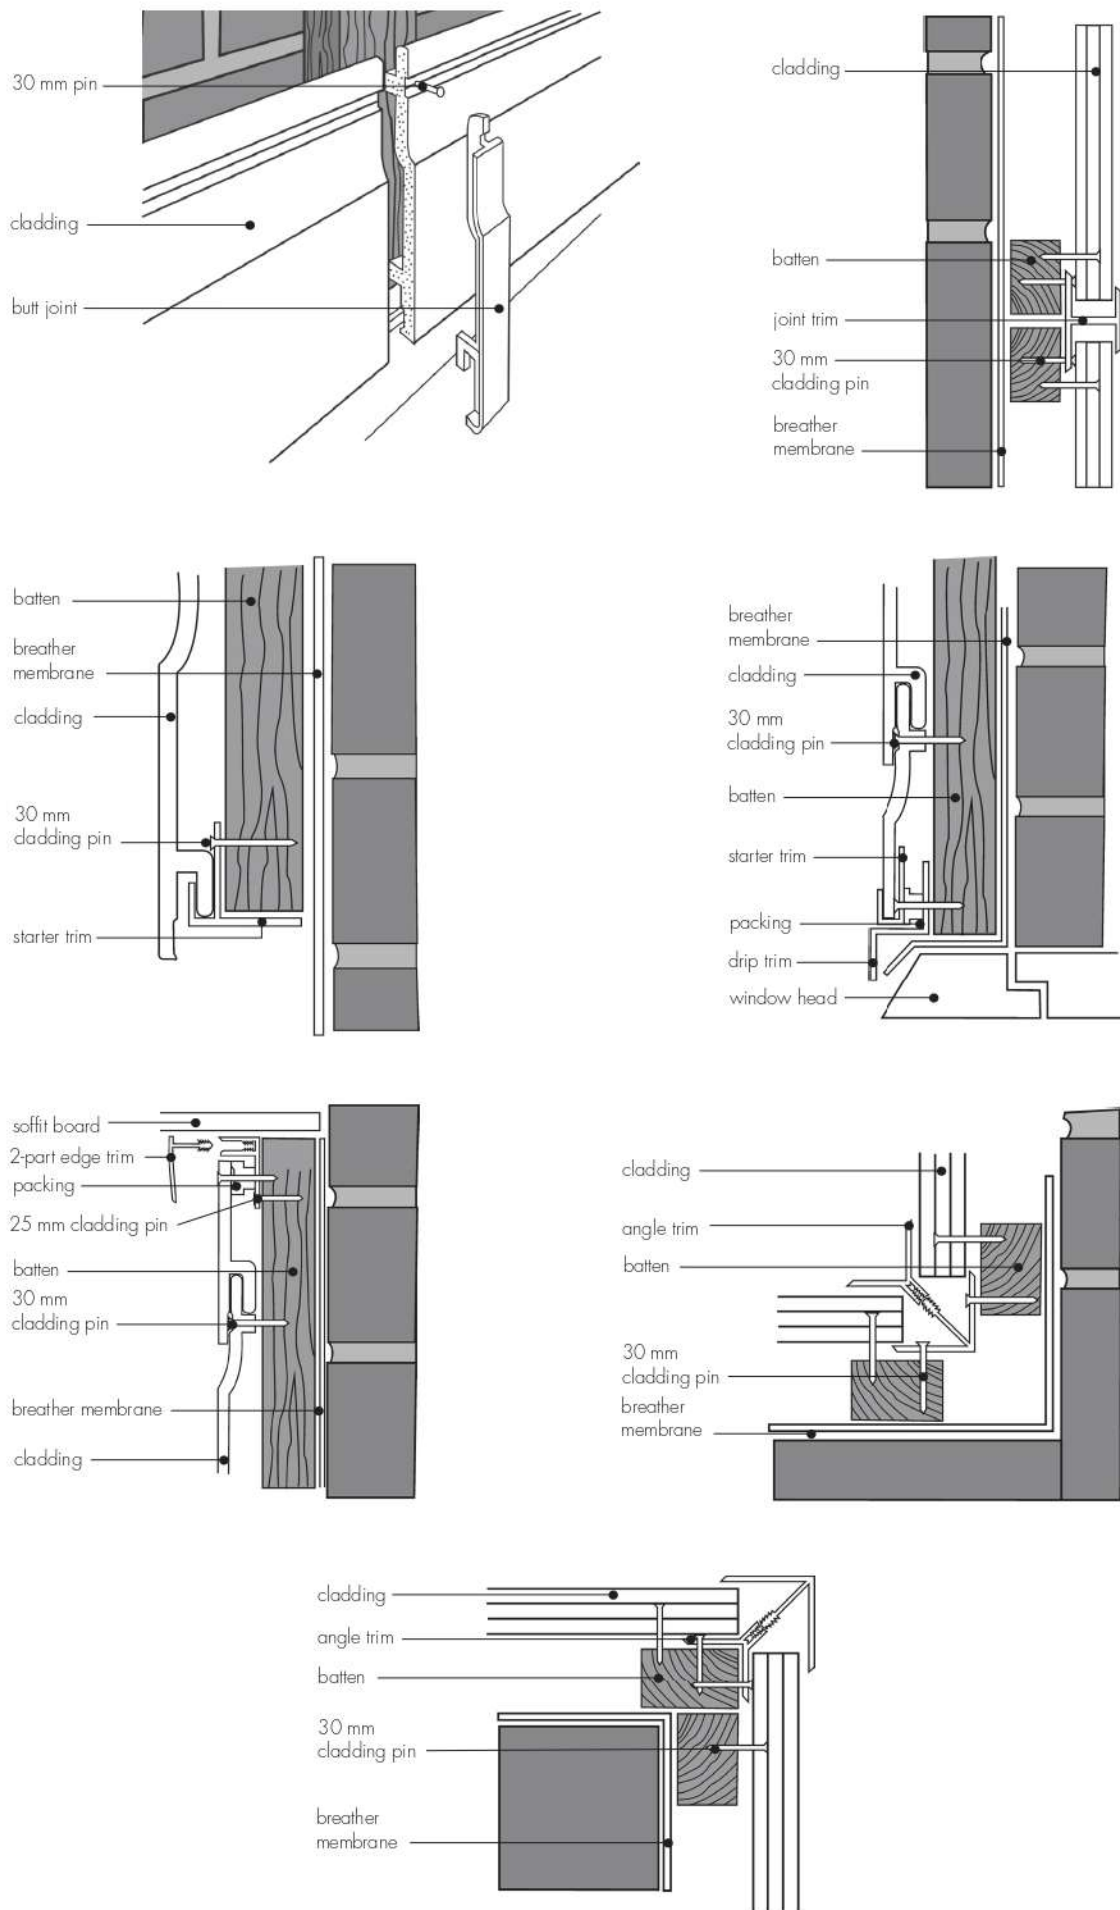 30 mm pin
cladding
butt joint
cladding
batten
joint trim
30 mm
cladding pin
breather
membrane
batten
breather
membrane
cladding
30 mm
cladding pin
starter trim
breather
membrane
cladding
30 mm
cladding pin
batten
starter trim
packing
drip trim
window head
soffit board
2-part edge trim
packing
25 mm cladding pin
batten
30 mm
cladding pin
breather membrane
cladding
cladding
angle trim
batten
30 mm
cladding pin
breather
membrane
cladding
angle trim
batten
30 mm
cladding pin
breather
membrane